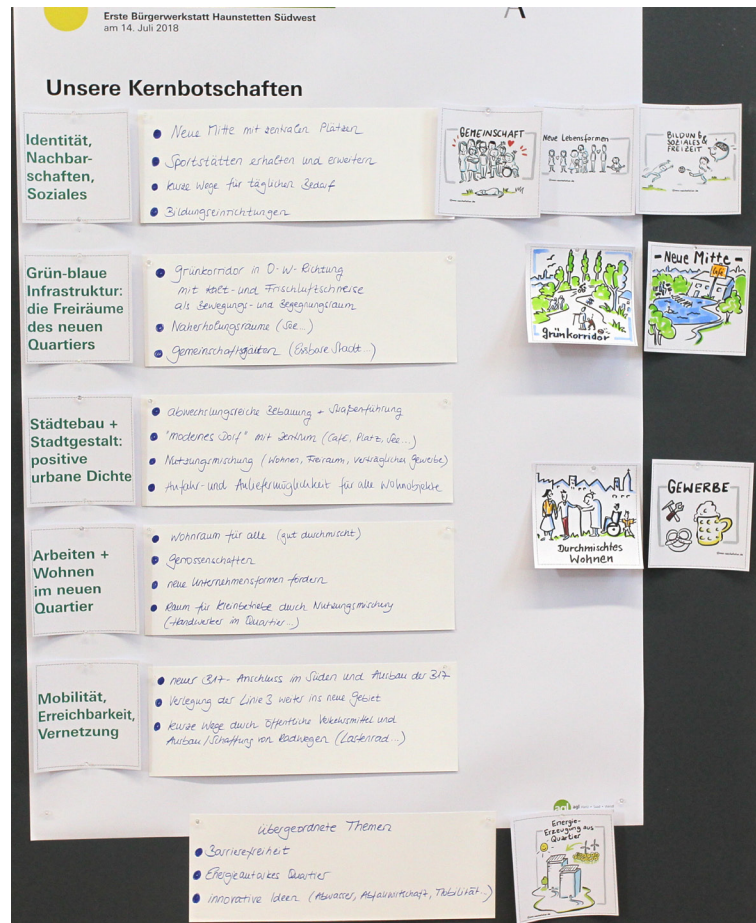 Erste Bürgerwerkstatt Haunstetten Südwest
am 14. Juli 2018
Unsere Kernbotschaften
Identität,
Nachbar-
schaften,
Soziales
Neue Mitte mit zentralen Plätzen
Sportstätten erhalten und erweitern
kurze Wege für täglichen Bedarf
Bildungseinrichtungen
GEMEINSCHAFT
Neue Lebensformen
BILDUNG &
SOZIALES &
FREIZEIT
Grün-blaue
Infrastruktur:
die Freiräume
des neuen
Quartiers
Grünkorridor in O-W-Richtung
mit Kalt- und Frischluftschneise
als Bewegungs- und Begegnungsraum
Naherholungsräume (See...)
Gemeinschaftsgärten (Essbare Stadt...)
grünkorridor
- Neue Mitte -
Café
Städtebau +
Stadtgestalt:
positive
urbane Dichte
abwechslungsreiche Bebauung + Straßenführung
"modernes Dorf" mit Zentrum (Café, Platz, See...)
Nutzungsmischung (Wohnen, Freiraum, verträglicher Gewerbe)
Anfahr- und Anliefermöglichkeit für alle Wohnobjekte
Durchmischtes
Wohnen
GEWERBE
Arbeiten +
Wohnen
im neuen
Quartier
Wohnraum für alle (gut durchmischt)
Genossenschaften
neue Unternehmensformen fördern
Raum für Kleinbetriebe durch Nutzungsmischung
(Handwerker im Quartier...)
Mobilität,
Erreichbarkeit,
Vernetzung
neuer B17- Anschluss im Süden und Ausbau der B17
Verlegung der Linie 3 weiter ins neue Gebiet
kurze Wege durch öffentliche Verkehrsmittel und
Ausbau/Schaffung von Radwegen (Lastenrad...)
agl
übergeordnete Themen
Barrierefreiheit
Energieautarkes Quartier
innovative Ideen (Abwasser, Abfallwirtschaft, Mobilität...)
Energie-
Erzeugung aus
Quartier